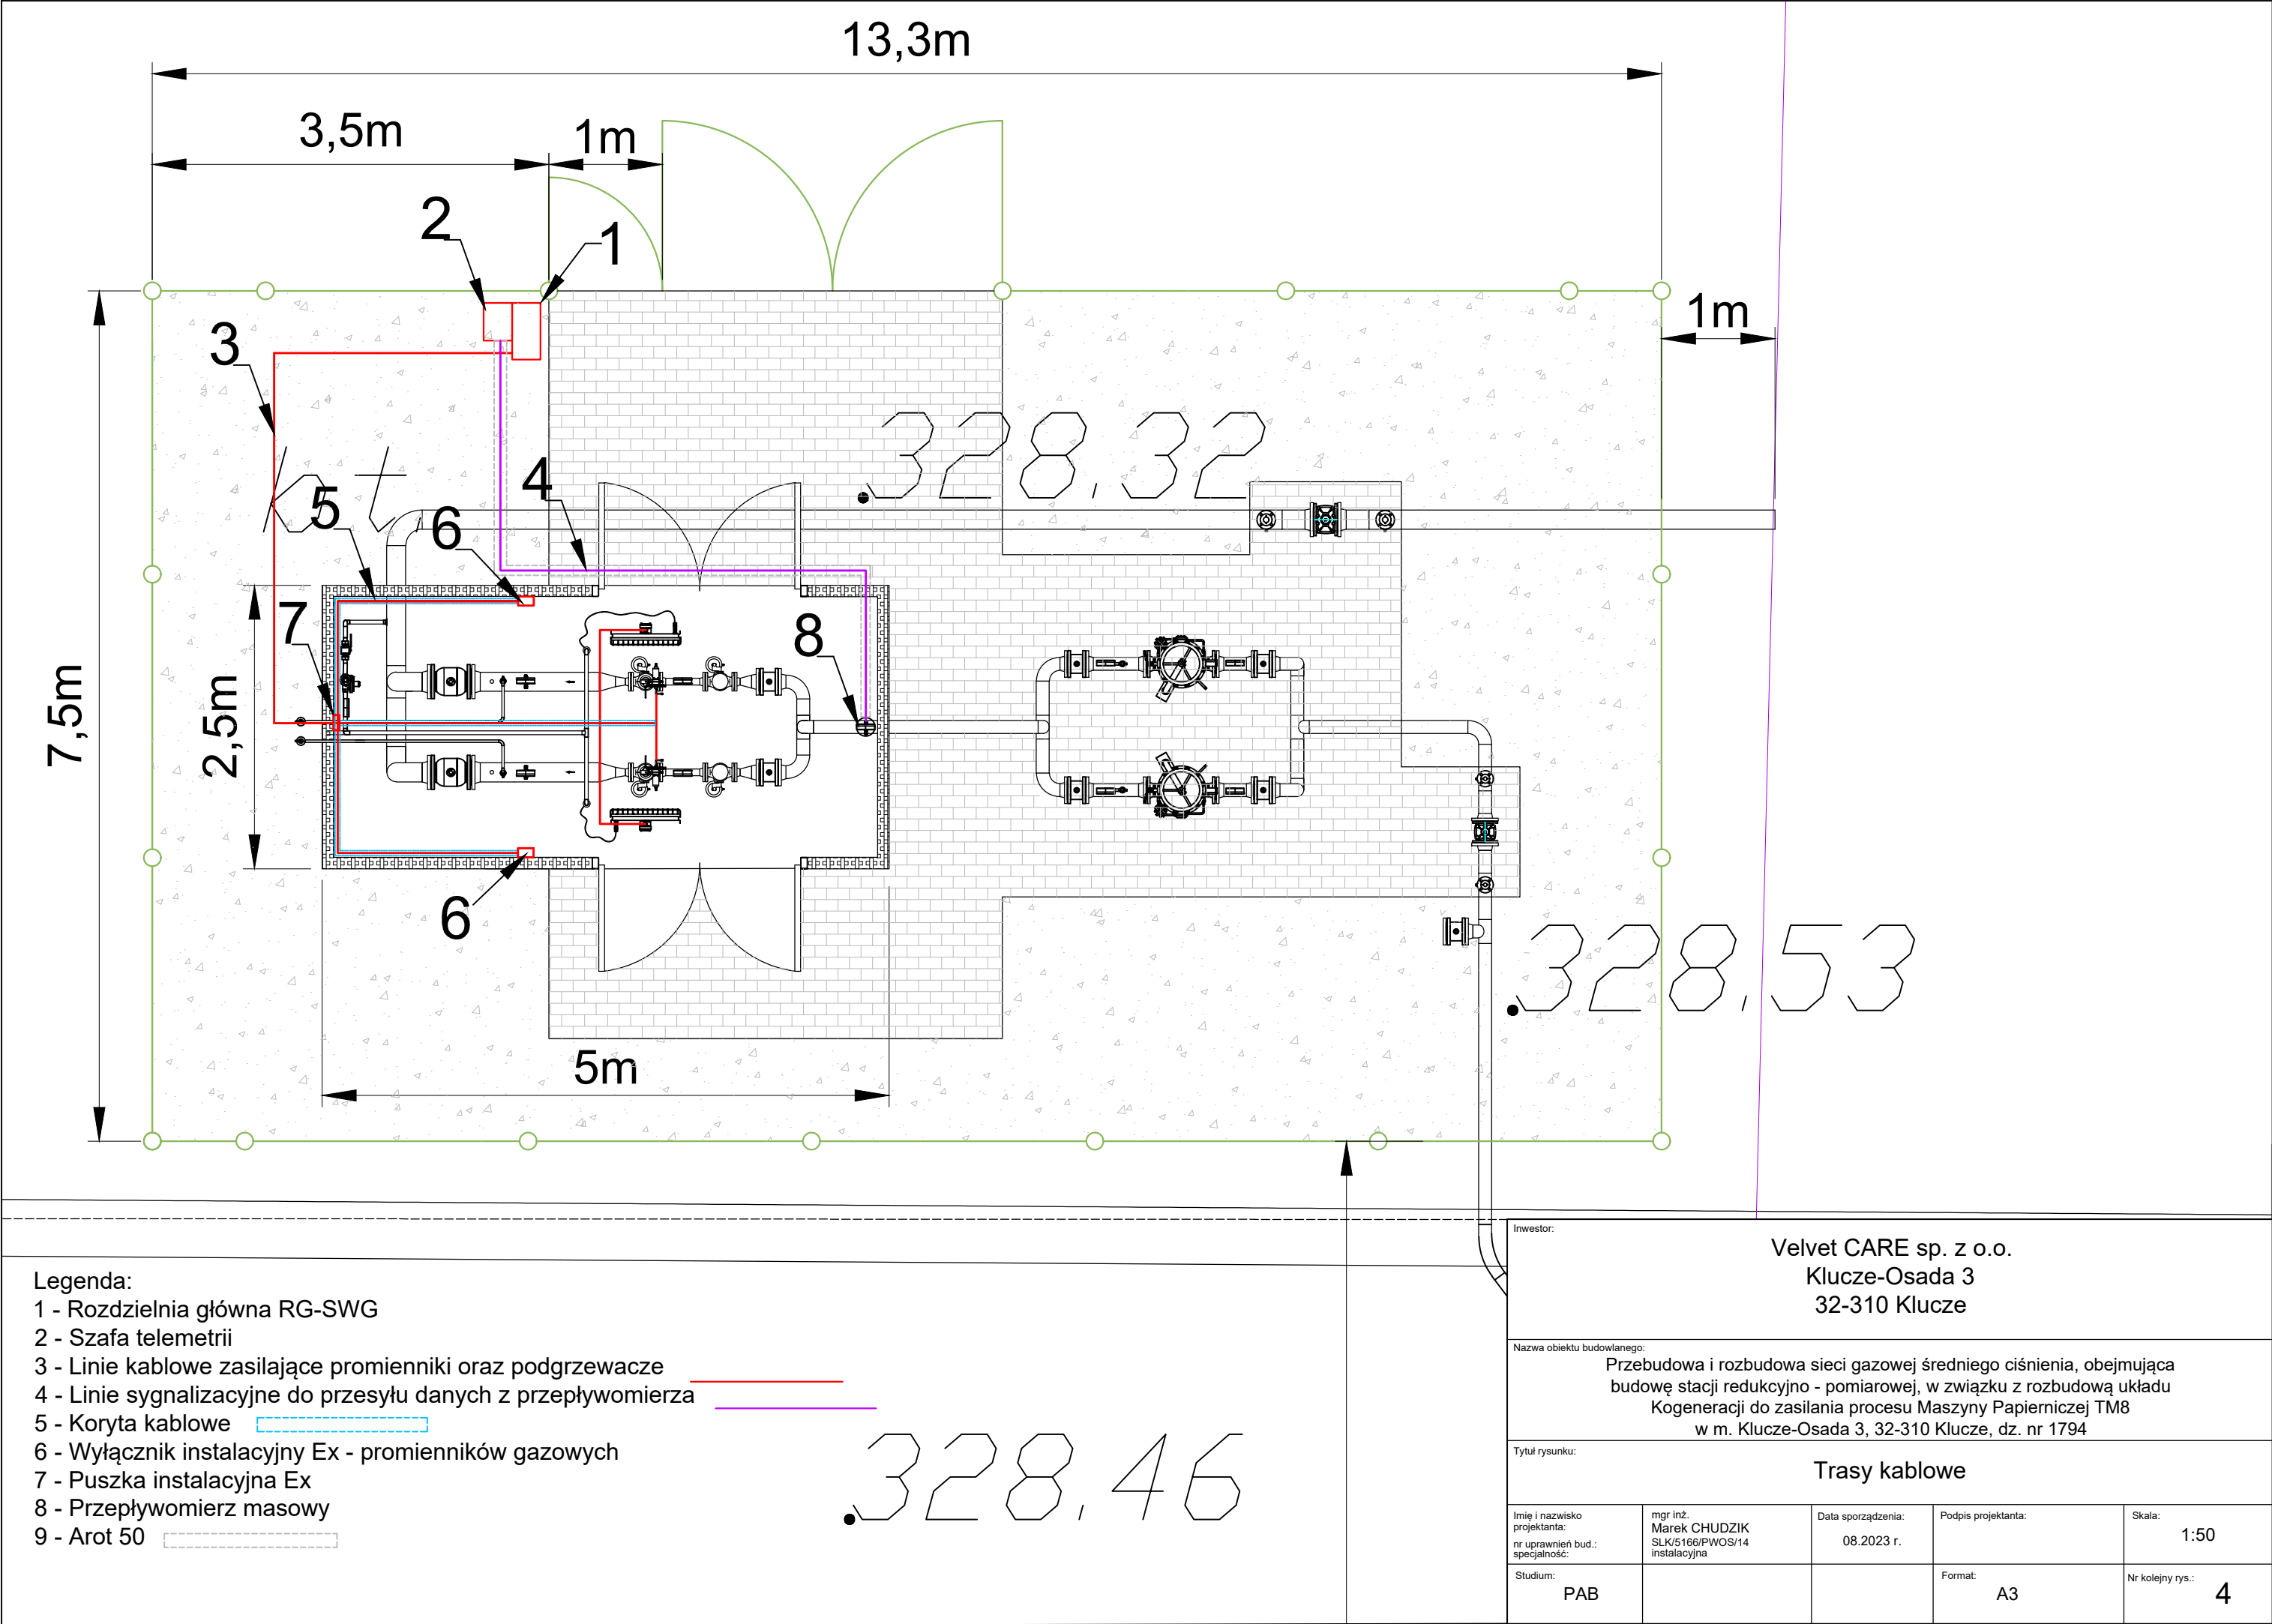 13,3m
3,5m
1m
2
1
3
1m
.328.32
kt
4
5
6
7
8
7,5m
2,5m
6
.328.53
5m
Legenda:
1 - Rozdzielnia główna RG-SWG
2 - Szafa telemetrii
3 - Linie kablowe zasilające promienniki oraz podgrzewacze
4 - Linie sygnalizacyjne do przesyłu danych z przepływomierza
5 - Koryta kablowe
6 - Wyłącznik instalacyjny Ex - promienników gazowych
7 - Puszka instalacyjna Ex
8 - Przepływomierz masowy
9 - Arot 50
.328.46
Inwestor:
Velvet CARE sp. z o.o.
Klucze-Osada 3
32-310 Klucze
Nazwa obiektu budowlanego:
Przebudowa i rozbudowa sieci gazowej średniego ciśnienia, obejmująca
budowę stacji redukcyjno - pomiarowej, w związku z rozbudową układu
Kogeneracji do zasilania procesu Maszyny Papierniczej TM8
w m. Klucze-Osada 3, 32-310 Klucze, dz. nr 1794
Tytuł rysunku:
Trasy kablowe
Imię i nazwisko
projektanta:
nr uprawnień bud.:
specjalność:
mgr inż.
Marek CHUDZIK
SLK/5166/PWOS/14
instalacyjna
Data sporządzenia:
08.2023 r.
Podpis projektanta:
Skala:
1:50
Studium:
PAB
Format:
A3
Nr kolejny rys.:
4